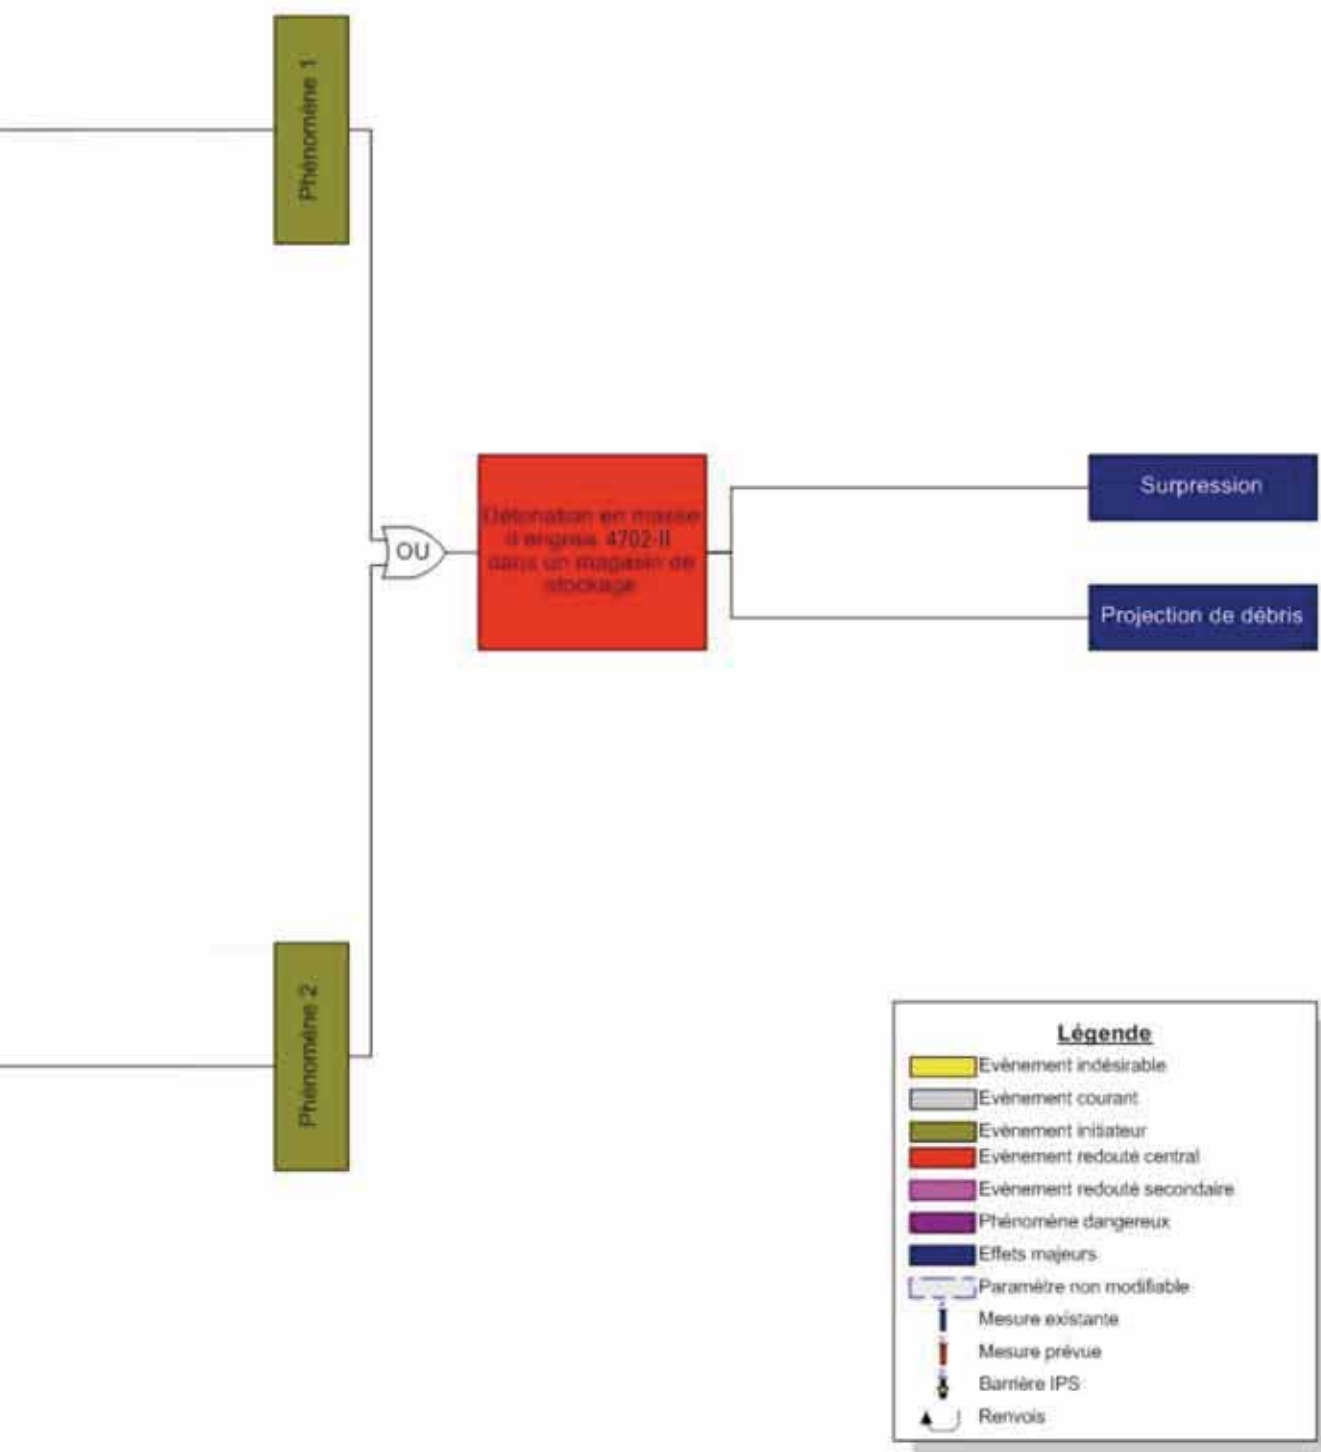 Phénomène 1
OU
Détonation en masse
d'engrais 4702-II
dans un magasin de
stockage
Surpression
Projection de débris
Phénomène 2
Légende
Evènement indésirable
Evènement courant
Evènement initiateur
Evènement redouté central
Evènement redouté secondaire
Phénomène dangereux
Effets majeurs
Paramètre non modifiable
Mesure existante
Mesure prévue
Barrière IPS
Renvois